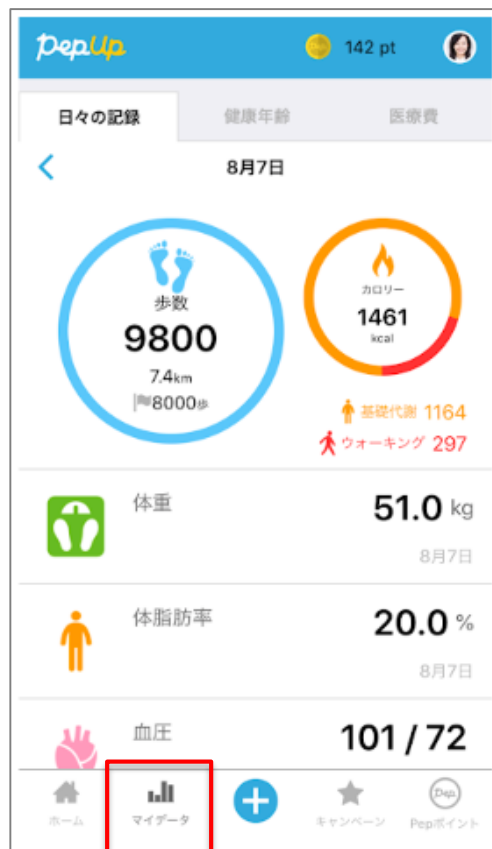 PepUp
142 pt
日々の記録 健康年齢 医療費
8月7日
歩数
9800
7.4km
8000歩
カロリー
1461
kcal
基礎代謝 1164
ウォーキング 297
体重 51.0 kg
8月7日
体脂肪率 20.0 %
8月7日
血圧 101 / 72
ホーム マイデータ キャンペーン Pep Pepポイント